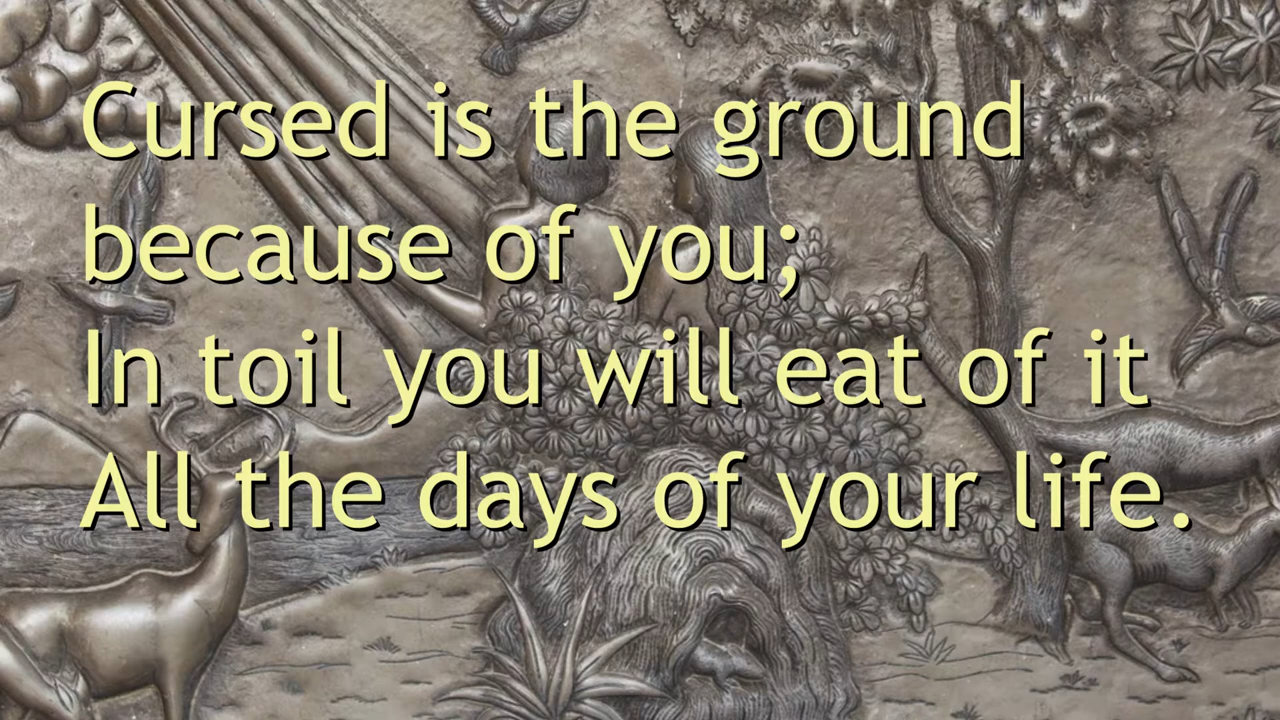 Cursed is the ground
because of you;
In toil you will eat of it
All the days of your life.